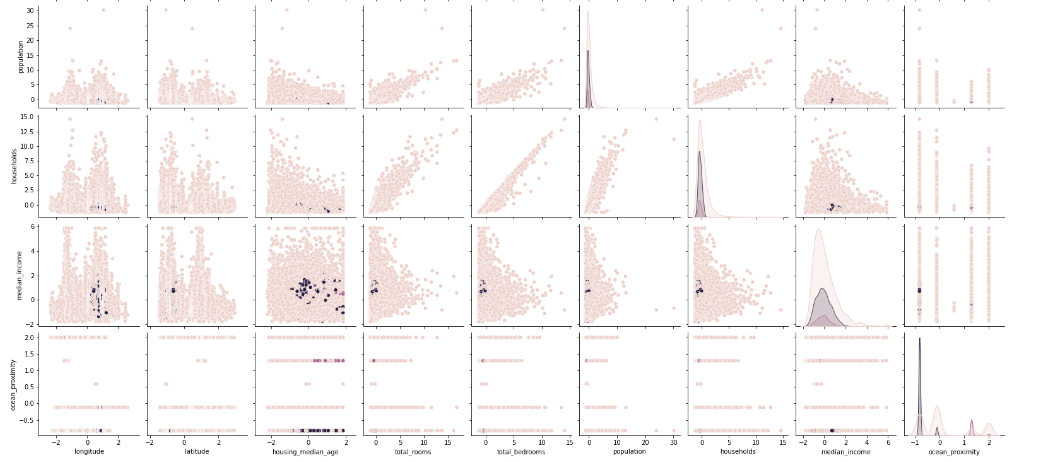 population
30
25
20
15
10
5
0
households
15.0
12.5
10.0
7.5
5.0
2.5
0.0
median_income
6
4
2
0
−2
ocean_proximity
2.0
1.5
1.0
0.5
0.0
−0.5
−2 0 2
longitude
−2 0 2
latitude
−2 0 2
housing_median_age
0 5 10 15
total_rooms
0 5 10 15
total_bedrooms
0 10 20 30
population
0 5 10 15
households
−2 0 2 4 6
median_income
−1 0 1 2
ocean_proximity